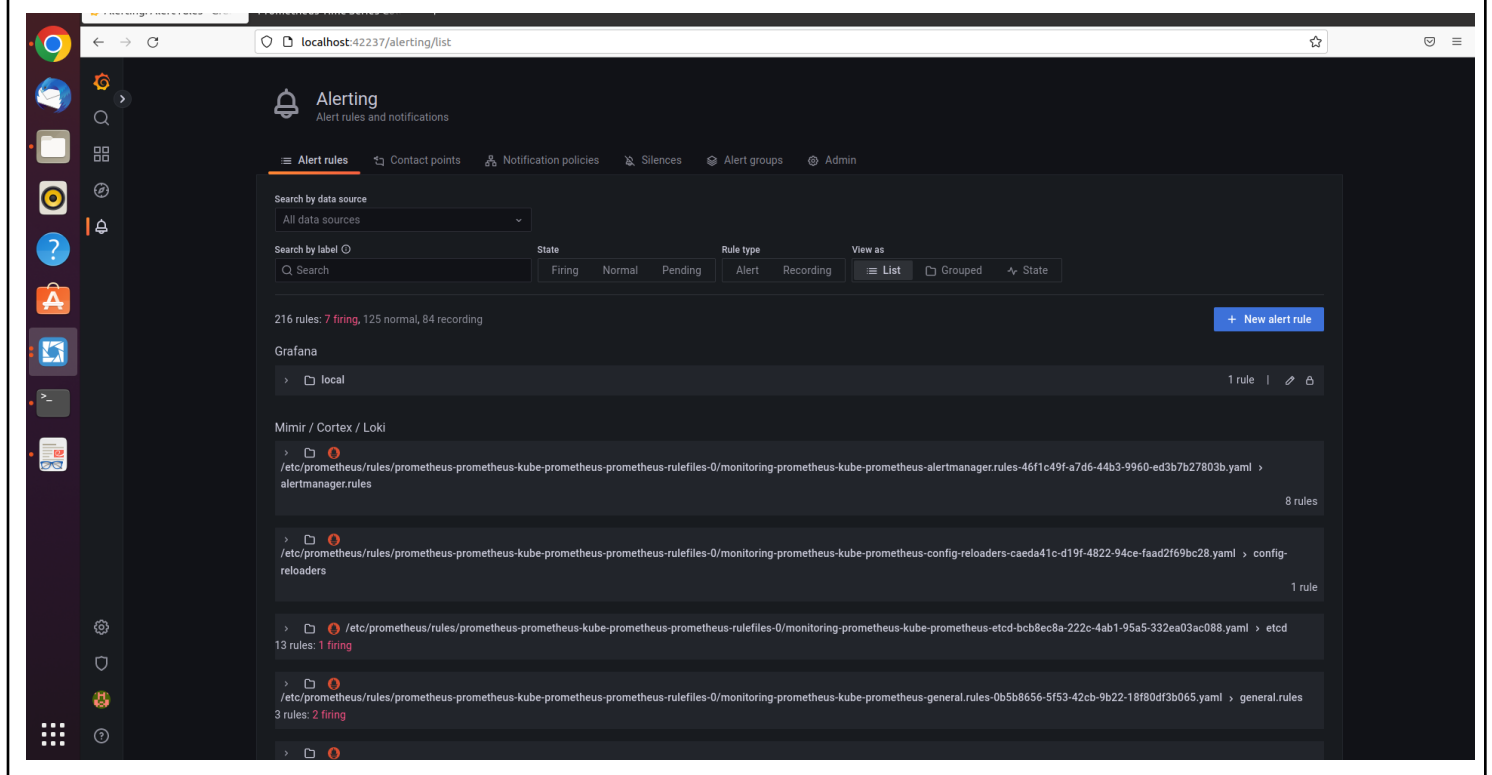 localhost:42237/alerting/list
Alerting
Alert rules and notifications
Alert rules Contact points Notification policies Silences Alert groups Admin
Search by data source
All data sources
Search by label State Rule type View as
Search Firing Normal Pending Alert Recording List Grouped State
216 rules: 7 firing, 125 normal, 84 recording
+ New alert rule
Grafana
> local 1 rule |
Mimir / Cortex / Loki
/etc/prometheus/rules/prometheus-prometheus-kube-prometheus-prometheus-rulefiles-0/monitoring-prometheus-kube-prometheus-alertmanager.rules-46f1c49f-a7d6-44b3-9960-ed3b7b27803b.yaml >
alertmanager.rules
8 rules
/etc/prometheus/rules/prometheus-prometheus-kube-prometheus-prometheus-rulefiles-0/monitoring-prometheus-kube-prometheus-config-reloaders-caeda41c-d19f-4822-94ce-faad2f69bc28.yaml > config-
reloaders
1 rule
> /etc/prometheus/rules/prometheus-prometheus-kube-prometheus-prometheus-rulefiles-0/monitoring-prometheus-kube-prometheus-etcd-bcb8ec8a-222c-4ab1-95a5-332ea03ac088.yaml > etcd
13 rules: 1 firing
/etc/prometheus/rules/prometheus-prometheus-kube-prometheus-prometheus-rulefiles-0/monitoring-prometheus-kube-prometheus-general.rules-0b5b8656-5f53-42cb-9b22-18f80df3b065.yaml > general.rules
3 rules: 2 firing